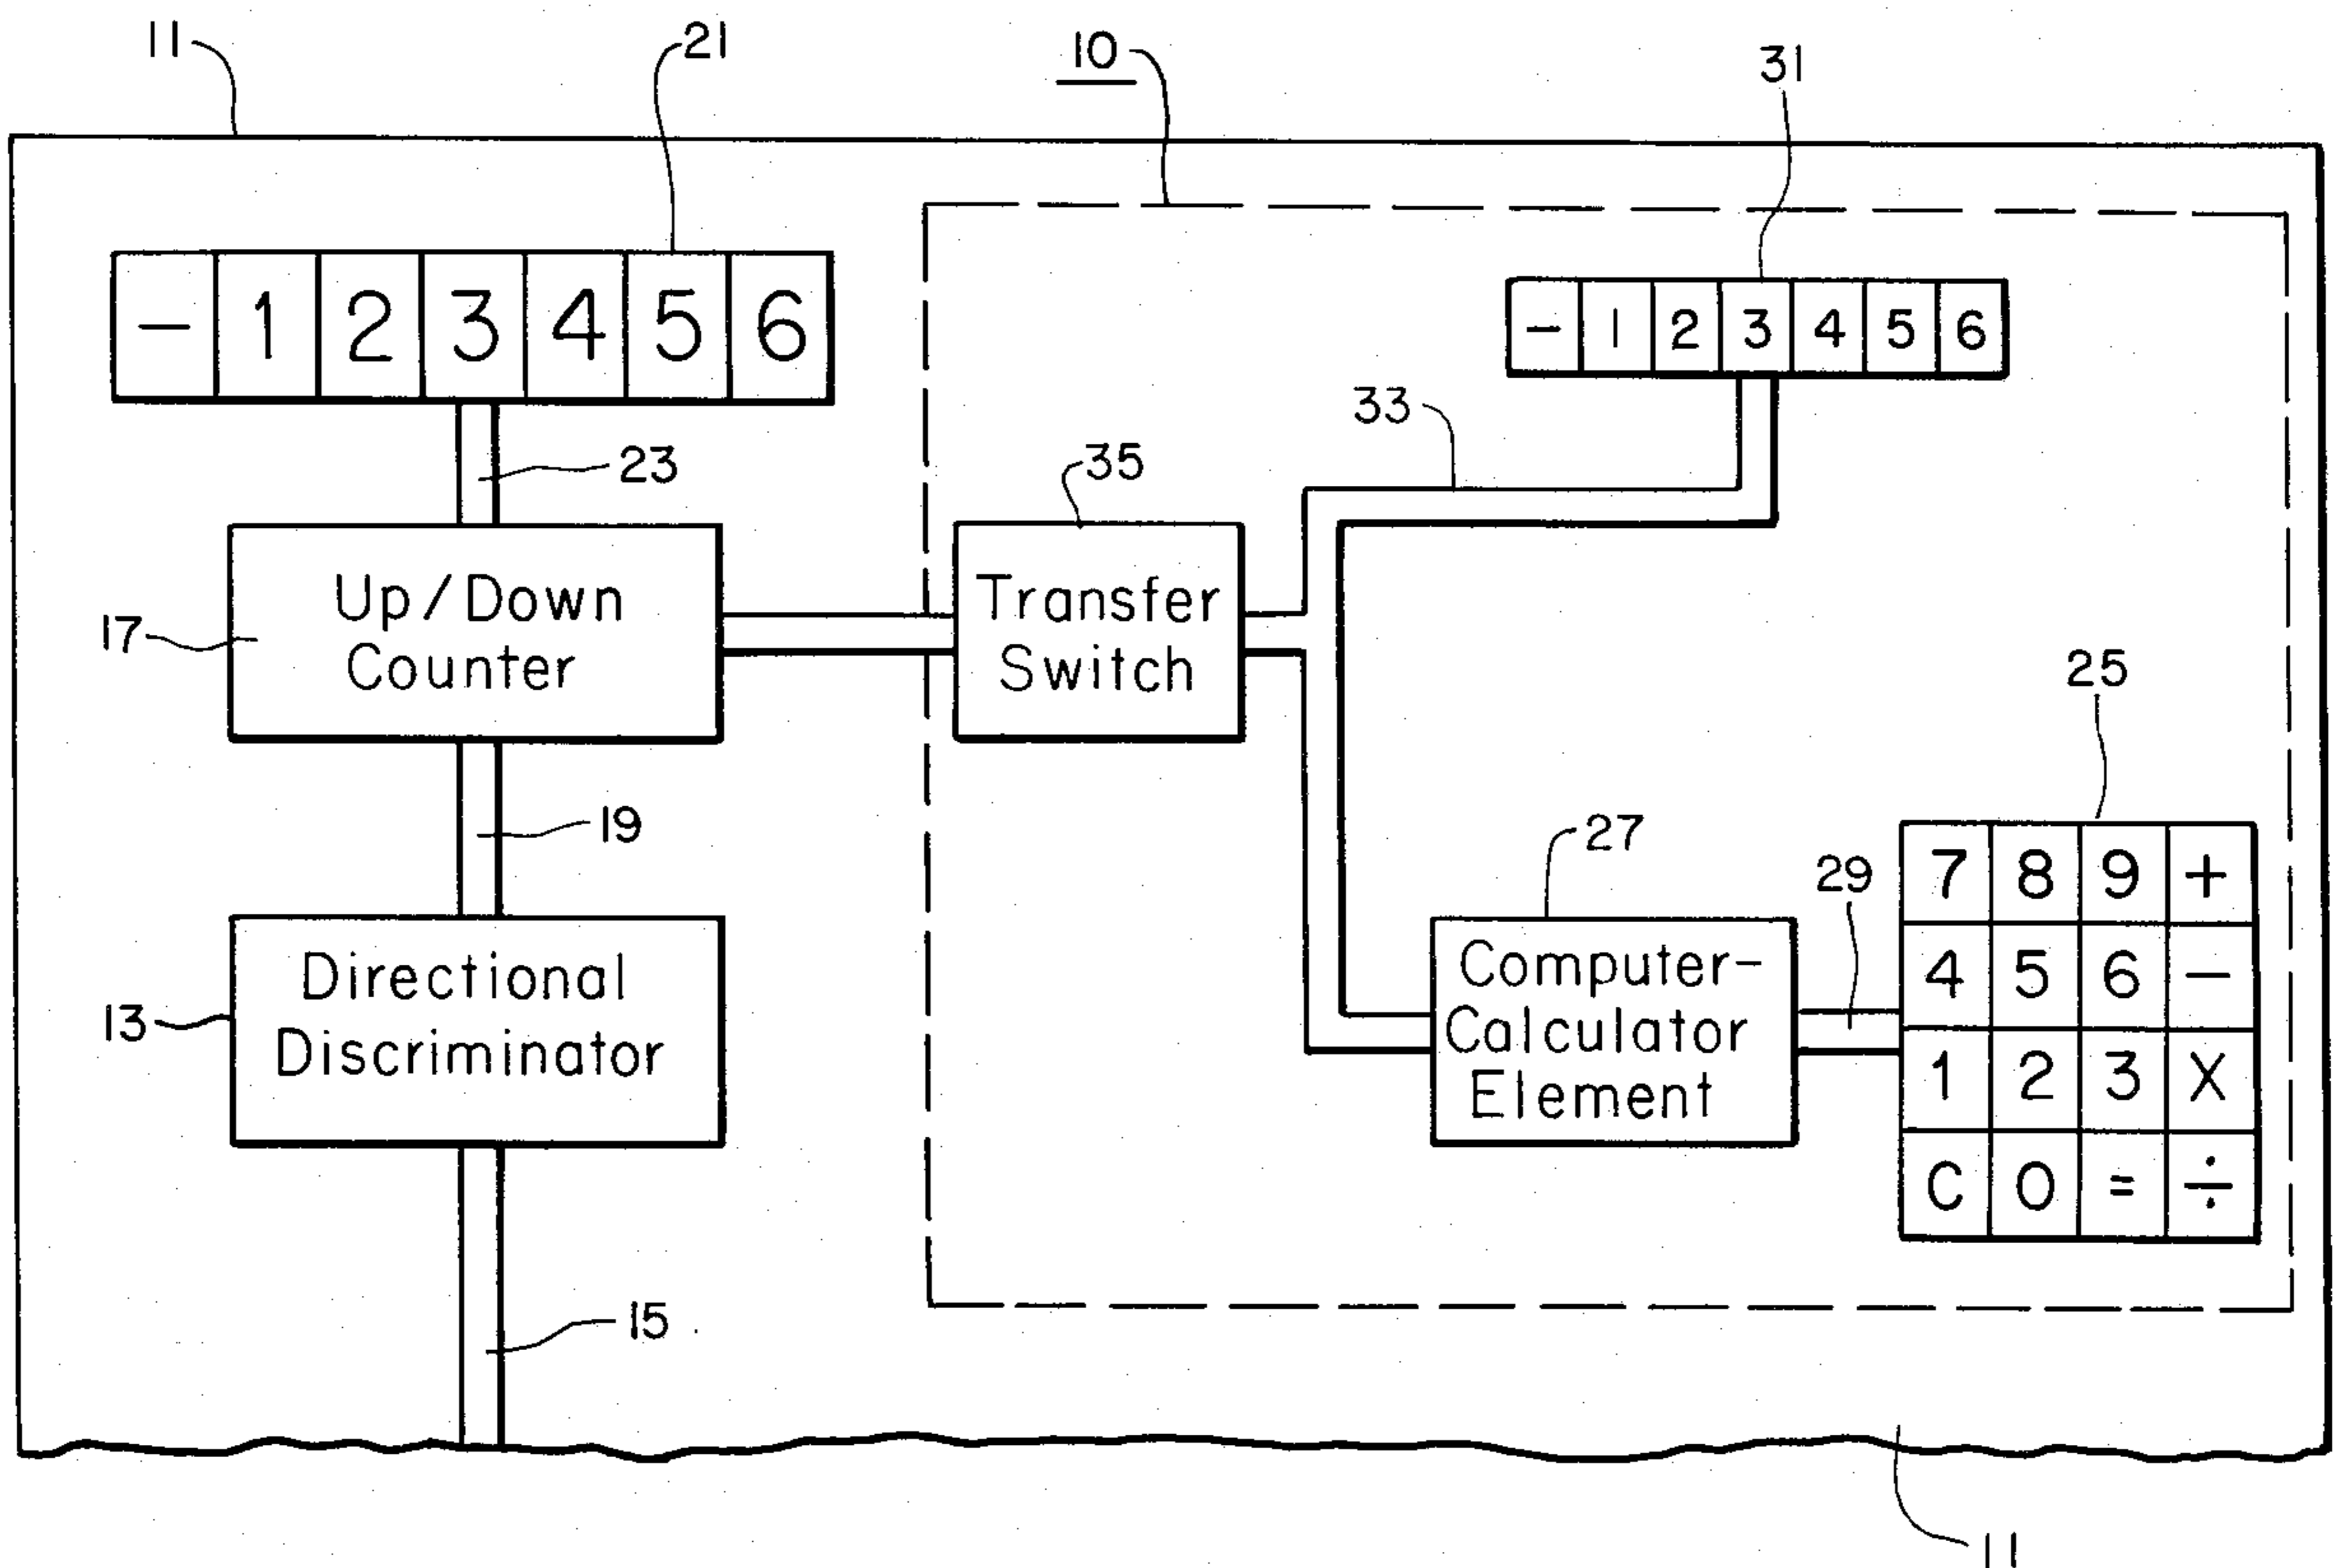 11
21
10
31
- 1 2 3 4 5 6
- 1 2 3 4 5 6
33
23
35
Up/Down
Counter
17
Transfer
Switch
25
19
27
29
7 8 9 +
4 5 6 -
1 2 3 X
C 0 = ÷
Directional
Discriminator
13
Computer-
Calculator
Element
15
11